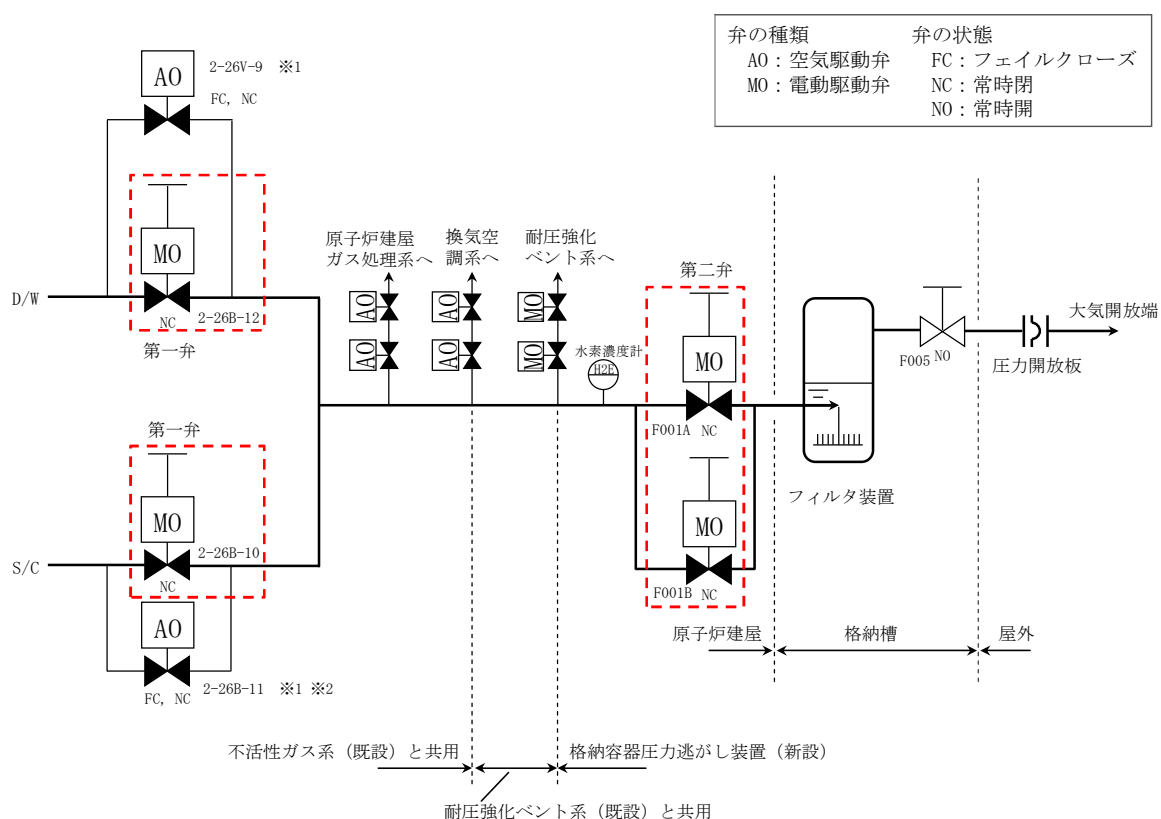 弁の種類
AO：空気駆動弁
MO：電動駆動弁
弁の状態
FC：フェイルクローズ
NC：常時閉
NO：常時開
AO
2-26V-9　※1
FC, NC
MO
D/W
NC
2-26B-12
第一弁
原子炉建屋
ガス処理系へ
換気空
調系へ
耐圧強化
ベント系へ
AO
AO
MO
AO
AO
MO
水素濃度計
H2E
第二弁
MO
F001A
NC
MO
F001B
NC
フィルタ装置
F005
NO
圧力開放板
大気開放端
第一弁
MO
2-26B-10
S/C
NC
AO
FC, NC
2-26B-11　※1 ※2
原子炉建屋
格納槽
屋外
不活性ガス系（既設）と共用
格納容器圧力逃がし装置（新設）
耐圧強化ベント系（既設）と共用